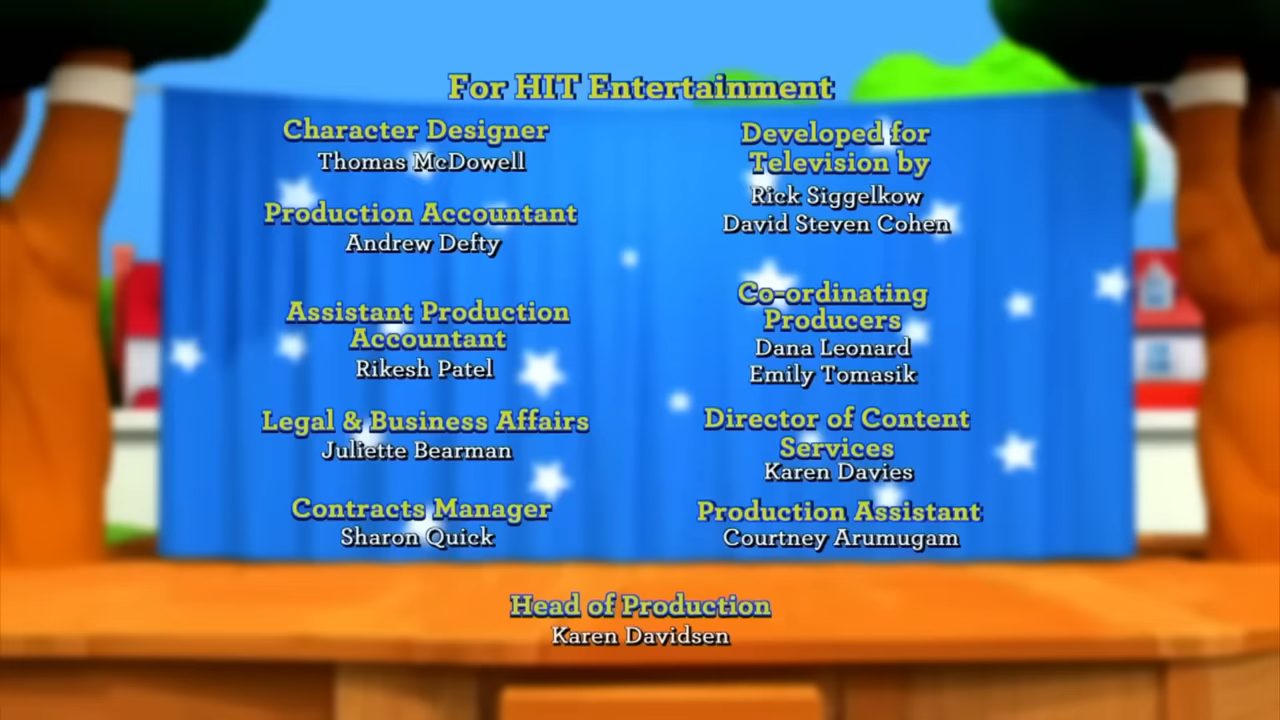 For HIT Entertainment
Character Designer
Thomas McDowell
Production Accountant
Andrew Defty
Assistant Production
Accountant
Rikesh Patel
Legal & Business Affairs
Juliette Bearman
Contracts Manager
Sharon Quick
Developed for
Television by
Rick Siggelkow
David Steven Cohen
Co-ordinating
Producers
Dana Leonard
Emily Tomasik
Director of Content
Services
Karen Davies
Production Assistant
Courtney Arumugam
Head of Production
Karen Davidsen